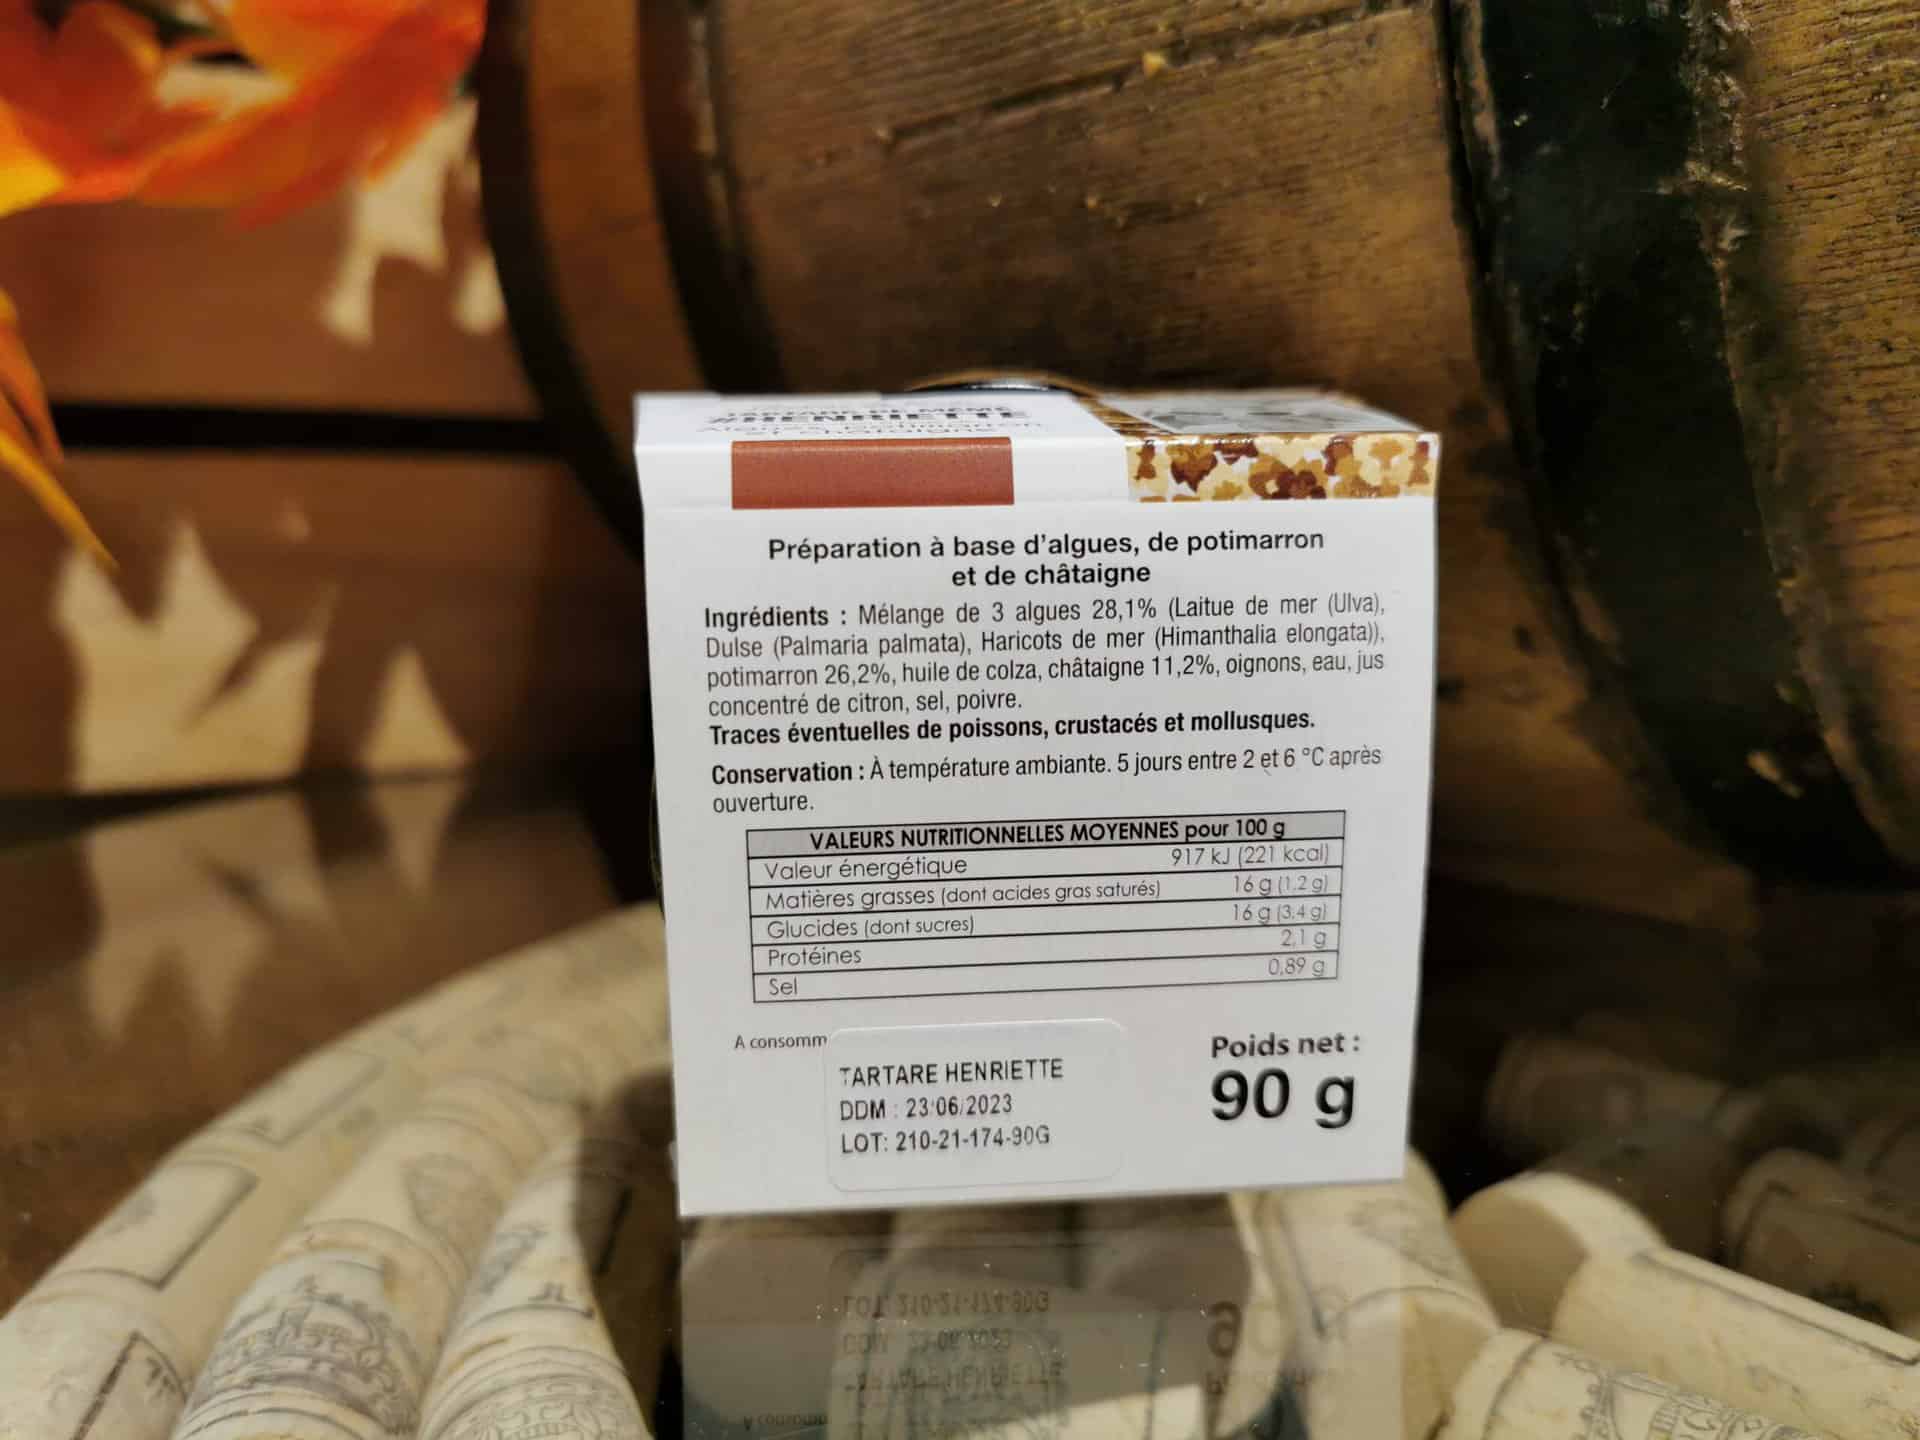 #HENRIETTE
Préparation à base d'algues, de potimarron
et de châtaigne
Ingrédients : Mélange de 3 algues 28,1% (Laitue de mer (Ulva),
Dulse (Palmaria palmata), Haricots de mer (Himanthalia elongata)),
potimarron 26,2%, huile de colza, châtaigne 11,2%, oignons, eau, jus
concentré de citron, sel, poivre.
Traces éventuelles de poissons, crustacés et mollusques.
Conservation : À température ambiante. 5 jours entre 2 et 6 °C après
ouverture.
VALEURS NUTRITIONNELLES MOYENNES pour 100 g
Valeur énergétique 917 kJ (221 kcal)
Matières grasses (dont acides gras saturés) 16 g (1,2 g)
Glucides (dont sucres) 16 g (3,4 g)
Protéines 2,1 g
Sel 0,89 g
A consomm
TARTARE HENRIETTE
DDM : 23/06/2023
LOT: 210-21-174-90G
Poids net :
90 g